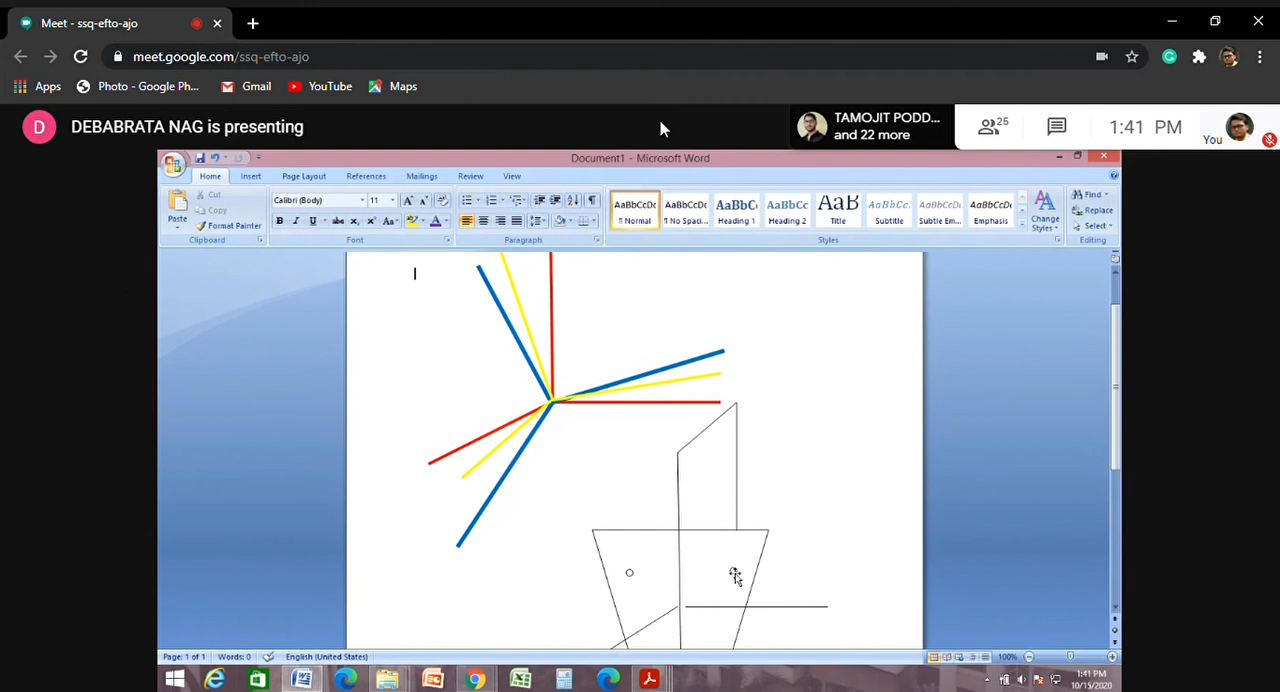 Meet - ssq-efto-ajo
meet.google.com/ssq-efto-ajo
Apps Photo - Google Ph... Gmail YouTube Maps
D DEBABRATA NAG is presenting
TAMOJIT PODD...
and 22 more
25
1:41 PM
You
Document1 - Microsoft Word
Home Insert Page Layout References Mailings Review View
Paste
Cut
Copy
Format Painter
Clipboard
Calibri (Body) 11
Font
Paragraph
AaBbCcDc AaBbCcDc AaBbC AaBbCc AaB AaBbCc. AaBbCcDt AaBbCcDt
¶ Normal ¶ No Spaci... Heading 1 Heading 2 Title Subtitle Subtle Em... Emphasis
Styles
Change
Styles
Find
Replace
Select
Editing
Page: 1 of 1 Words: 0 English (United States) 100%
1:41 PM
10/15/2020